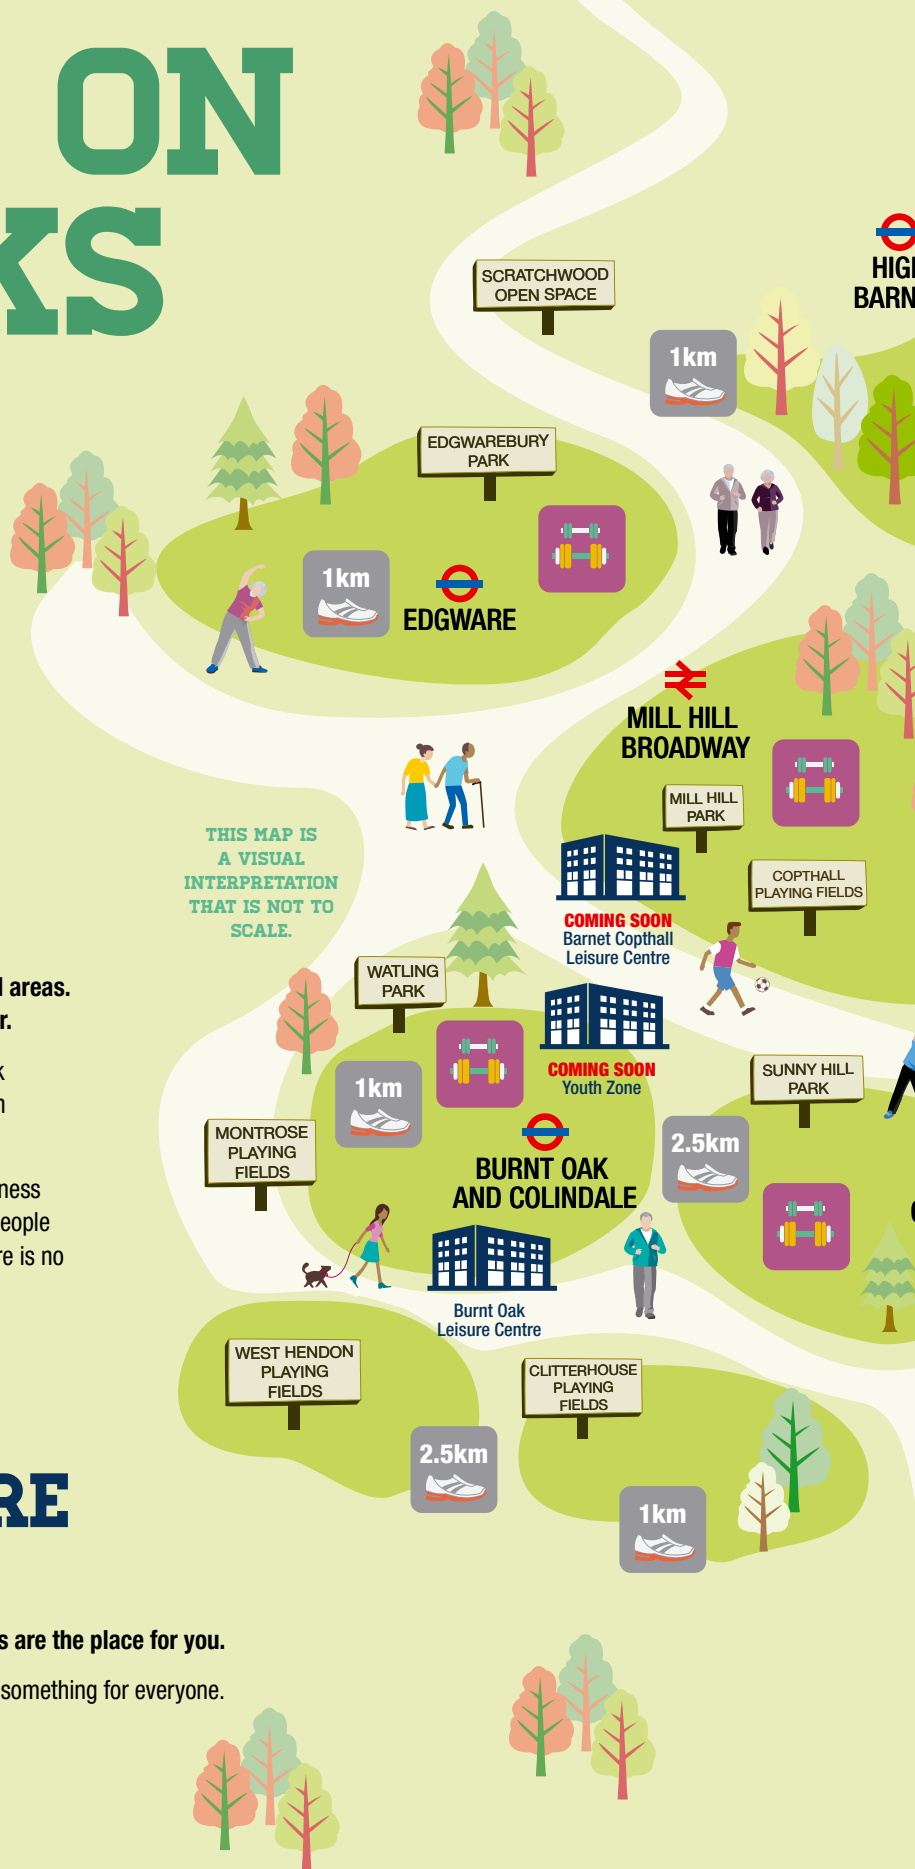 ON
KS
SCRATCHWOOD
OPEN SPACE
HIGH
BARN
1km
EDGWAREBURY
PARK
1km
EDGWARE
MILL HILL
BROADWAY
MILL HILL
PARK
COPTHALL
PLAYING FIELDS
THIS MAP IS
A VISUAL
INTERPRETATION
THAT IS NOT TO
SCALE.
COMING SOON
Barnet Copthall
Leisure Centre
WATLING
PARK
areas.
r.
COMING SOON
Youth Zone
1km
SUNNY HILL
PARK
MONTROSE
PLAYING
FIELDS
2.5km
BURNT OAK
AND COLINDALE
ness
eople
re is no
Burnt Oak
Leisure Centre
WEST HENDON
PLAYING
FIELDS
CLITTERHOUSE
PLAYING
FIELDS
2.5km
RE
1km
s are the place for you.
something for everyone.